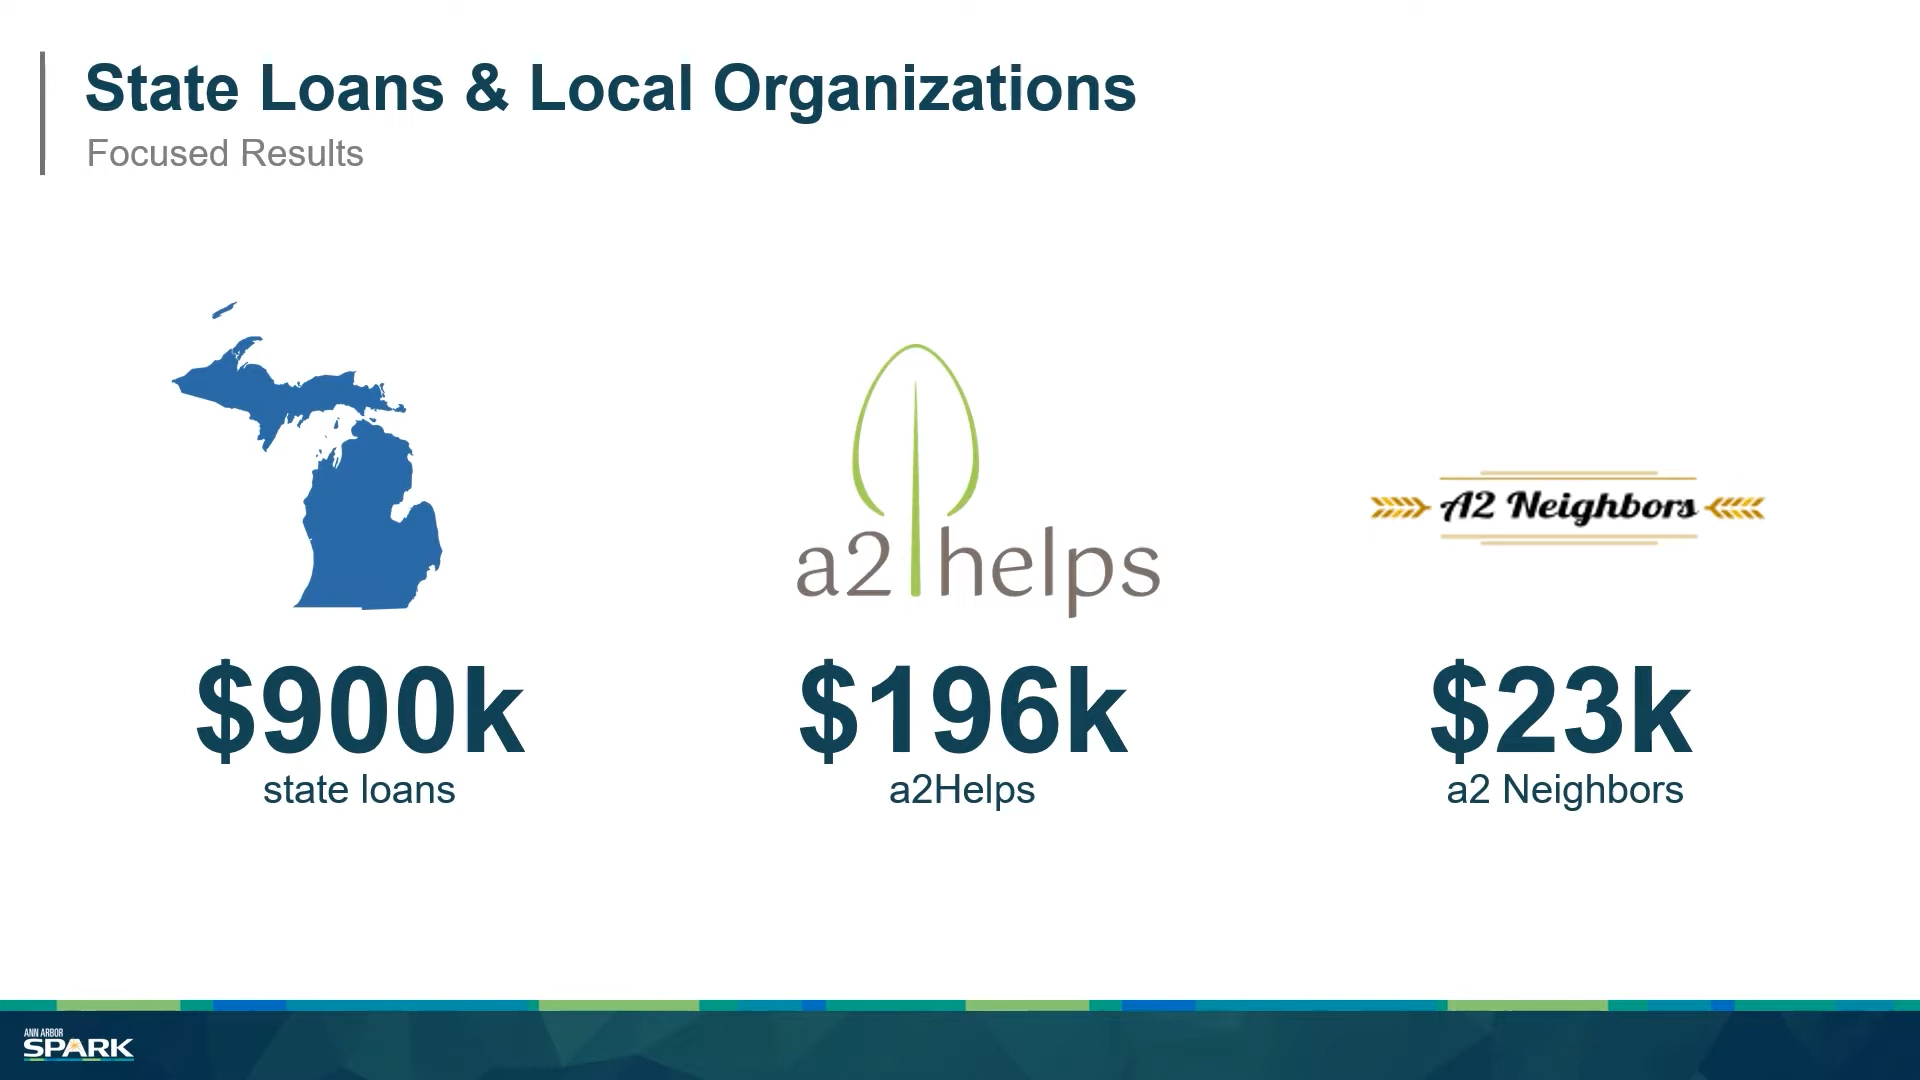 State Loans & Local Organizations
Focused Results
a2 helps
A2 Neighbors
$900k
state loans
$196k
a2Helps
$23k
a2 Neighbors
ANN ARBOR
SPARK